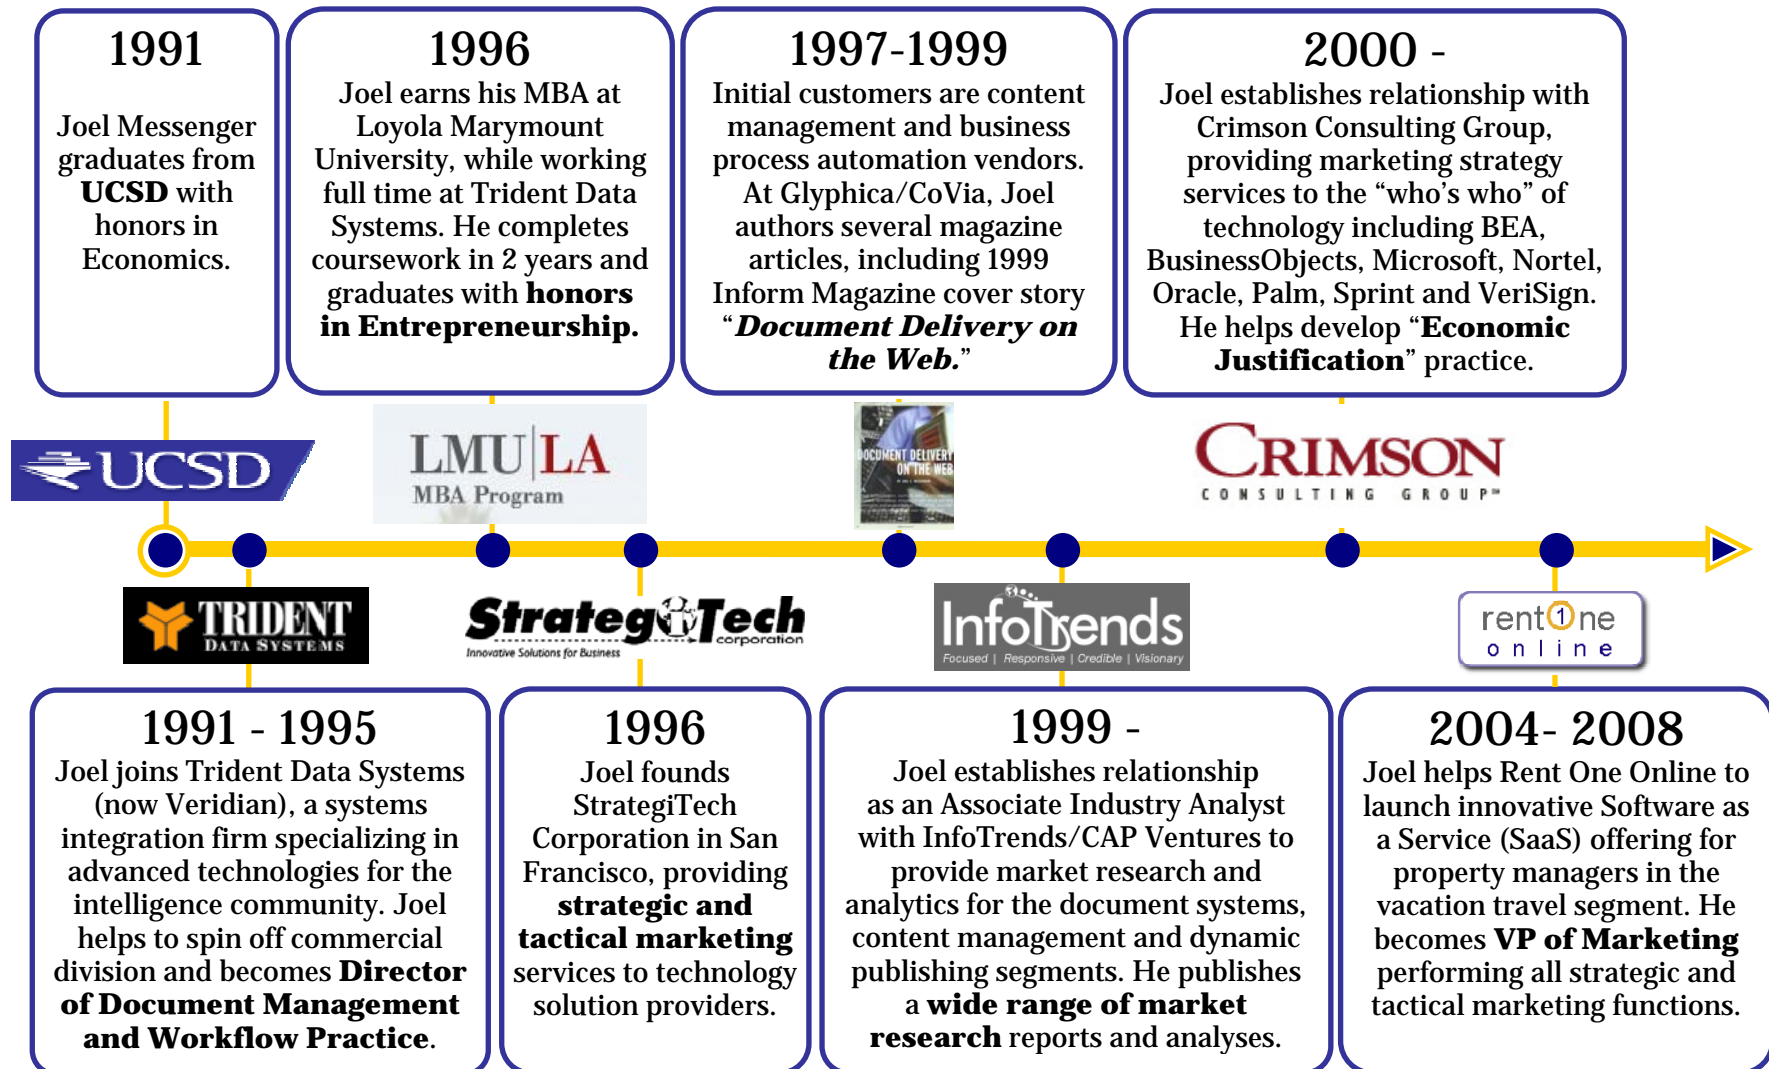 1991
Joel Messenger
graduates from
UCSD with
honors in
Economics.
1996
Joel earns his MBA at
Loyola Marymount
University, while working
full time at Trident Data
Systems. He completes
coursework in 2 years and
graduates with honors
in Entrepreneurship.
1997-1999
Initial customers are content
management and business
process automation vendors.
At Glyphica/CoVia, Joel
authors several magazine
articles, including 1999
Inform Magazine cover story
“Document Delivery on
the Web.”
2000 -
Joel establishes relationship with
Crimson Consulting Group,
providing marketing strategy
services to the “who’s who” of
technology including BEA,
BusinessObjects, Microsoft, Nortel,
Oracle, Palm, Sprint and VeriSign.
He helps develop “Economic
Justification” practice.
UCSD
LMU|LA
MBA Program
DOCUMENT DELIVERY
ON THE WEB
CRIMSON
CONSULTING GROUP℠
TRIDENT
DATA SYSTEMS
StrategiTech
corporation
Innovative Solutions for Business
InfoTrends
Focused | Responsive | Credible | Visionary
rent1ne
online
1991 - 1995
Joel joins Trident Data Systems
(now Veridian), a systems
integration firm specializing in
advanced technologies for the
intelligence community. Joel
helps to spin off commercial
division and becomes Director
of Document Management
and Workflow Practice.
1996
Joel founds
StrategiTech
Corporation in San
Francisco, providing
strategic and
tactical marketing
services to technology
solution providers.
1999 -
Joel establishes relationship
as an Associate Industry Analyst
with InfoTrends/CAP Ventures to
provide market research and
analytics for the document systems,
content management and dynamic
publishing segments. He publishes
a wide range of market
research reports and analyses.
2004- 2008
Joel helps Rent One Online to
launch innovative Software as
a Service (SaaS) offering for
property managers in the
vacation travel segment. He
becomes VP of Marketing
performing all strategic and
tactical marketing functions.